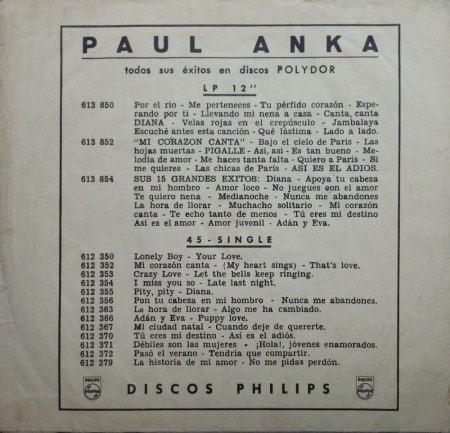 PAUL ANKA
todos sus éxitos en discos POLYDOR
LP 12"
613 850 Por el río - Me perteneces - Tu pérfido corazón - Espe-
rando por ti - Llevando mi nena a casa - Canta, canta
DIANA - Velas rojas en el crepúsculo - Jambalaya
Escuché antes esta canción - Qué lástima - Lado a lado.
613 852 "MI CORAZON CANTA" - Bajo el cielo de Paris - Las
hojas muertas - PIGALLE - Asi, asi - Es tan bueno - Me-
lodía de amor - Me haces tanta falta - Quiero a Paris - Si
me quieres - Las chicas de Paris - ASI ES EL ADIOS.
613 854 SUS 15 GRANDES EXITOS: Diana - Apoya tu cabeza
en mi hombro - Amor loco - No juegues son el amor
Te quiero nena - Medianoche - Nunca me abandones
La hora de llorar - Muchacho solitario - Mi corazón
canta - Te echo tanto de menos - Tú eres mi destino
Así es el amor - Amor juvenil - Adán y Eva.
45-SINGLE
612 350 Lonely Boy - Your Love.
612 352 Mi corazón canta - (My heart sings) - That's love.
612 353 Crazy Love - Let the bells keep ringing.
612 354 I miss you so - Late last night.
612 355 Pity, pity - Diana.
612 356 Pon tu cabeza en mi hombro - Nunca me abandones.
612 363 La hora de llorar - Algo me ha cambiado.
612 366 Adán y Eva - Puppy love.
612 367 Mi ciudad natal - Cuando deje de quererte.
612 370 Tú eres mi destino - Así es el adiós.
612 371 Débiles son las mujeres - ¡Hola!, jóvenes enamorados.
612 372 Pasó el verano - Tendría que compartir.
612 379 La historia de mi amor - No me pidas perdón.
PHILIPS DISCOS PHILIPS PHILIPS